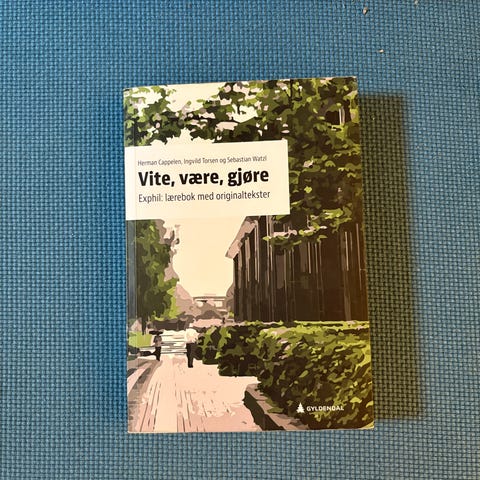 Herman Cappelen, Ingvild Torsen og Sebastian Watzl
Vite, være, gjøre
Exphil: lærebok med originaltekster
GYLDENDAL